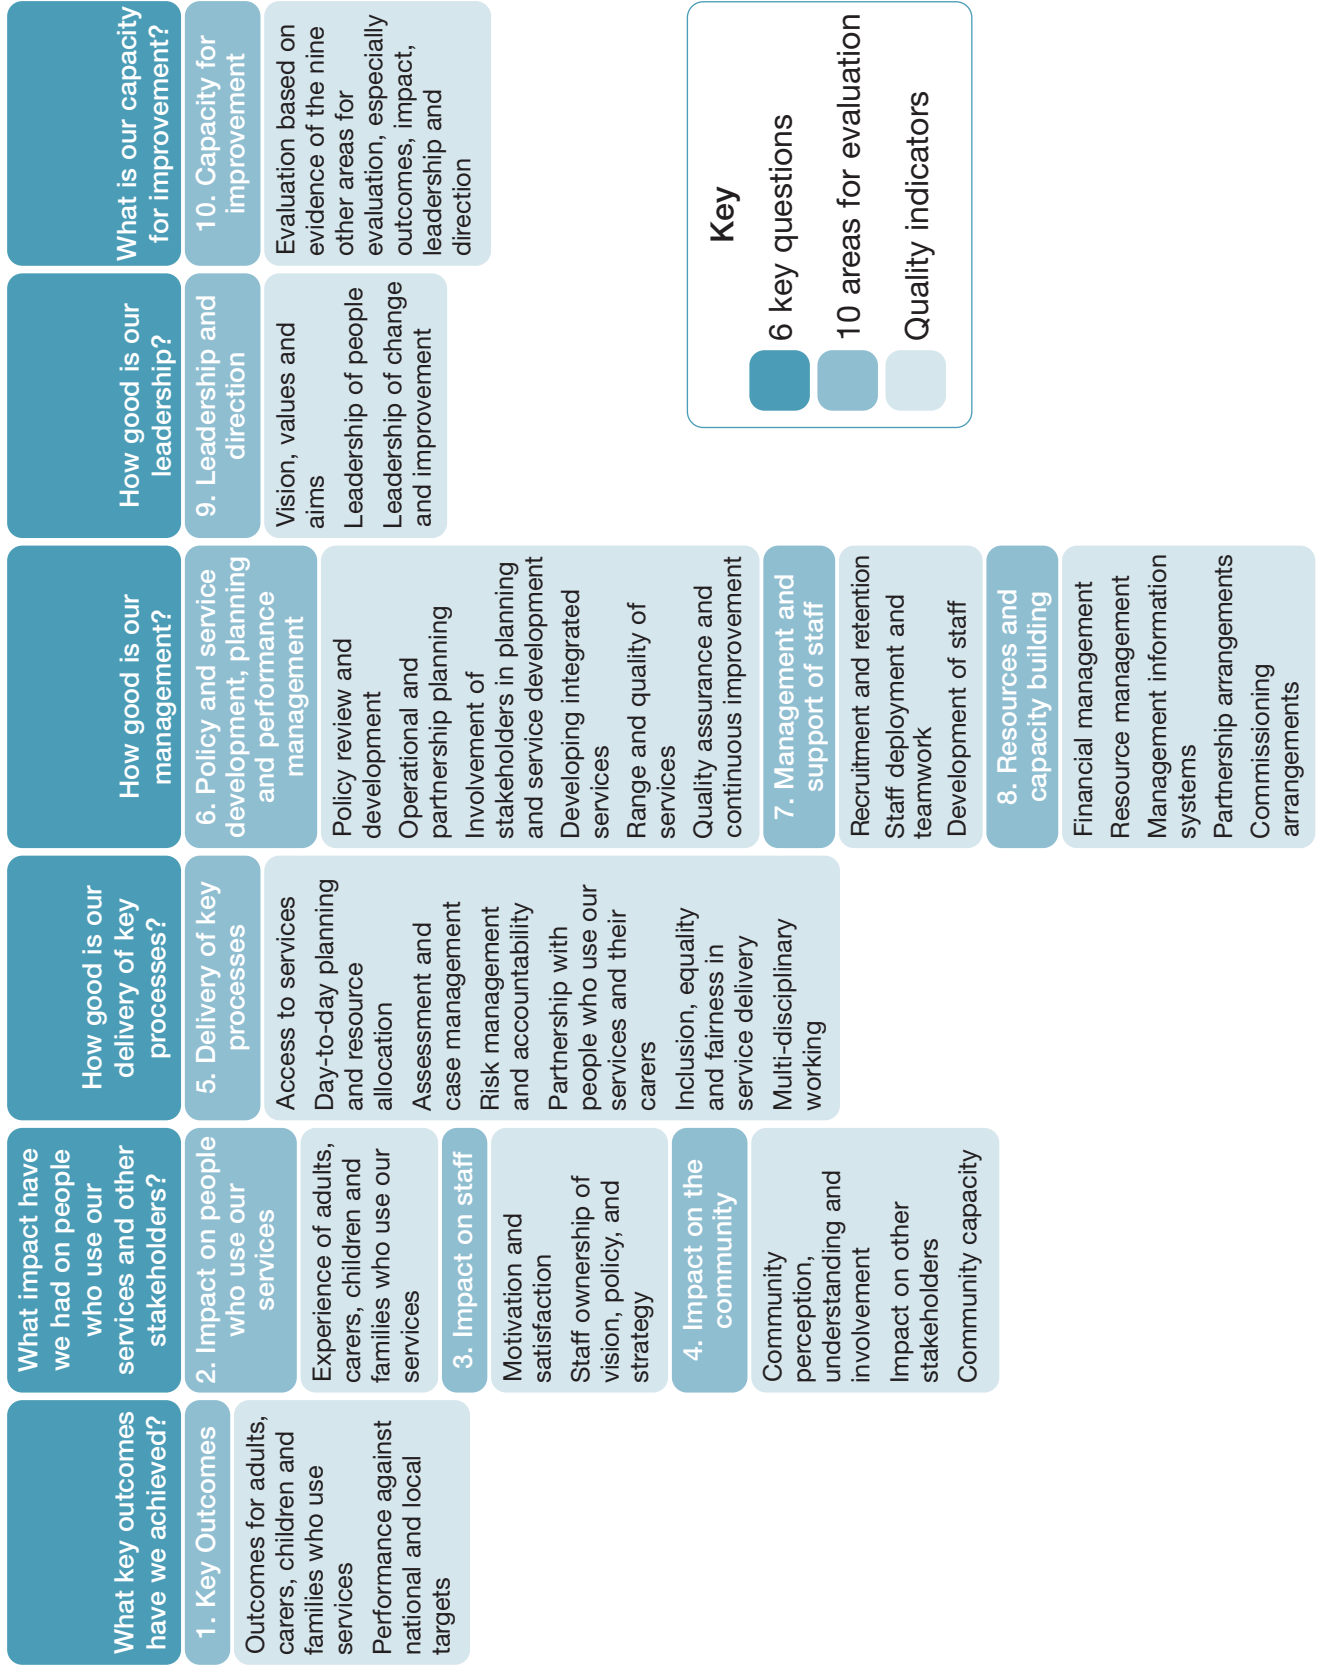 What key outcomes
have we achieved?
1. Key Outcomes
Outcomes for adults,
carers, children and
families who use
services
Performance against
national and local
targets
What impact have
we had on people
who use our
services and other
stakeholders?
2. Impact on people
who use our
services
Experience of adults,
carers, children and
families who use our
services
3. Impact on staff
Motivation and
satisfaction
Staff ownership of
vision, policy, and
strategy
4. Impact on the
community
Community
perception,
understanding and
involvement
Impact on other
stakeholders
Community capacity
How good is our
delivery of key
processes?
5. Delivery of key
processes
Access to services
Day-to-day planning
and resource
allocation
Assessment and
case management
Risk management
and accountability
Partnership with
people who use our
services and their
carers
Inclusion, equality
and fairness in
service delivery
Multi-disciplinary
working
How good is our
management?
6. Policy and service
development, planning
and performance
management
Policy review and
development
Operational and
partnership planning
Involvement of
stakeholders in planning
and service development
Developing integrated
services
Range and quality of
services
Quality assurance and
continuous improvement
7. Management and
support of staff
Recruitment and retention
Staff deployment and
teamwork
Development of staff
8. Resources and
capacity building
Financial management
Resource management
Management information
systems
Partnership arrangements
Commissioning
arrangements
How good is our
leadership?
9. Leadership and
direction
Vision, values and
aims
Leadership of people
Leadership of change
and improvement
What is our capacity
for improvement?
10. Capacity for
improvement
Evaluation based on
evidence of the nine
other areas for
evaluation, especially
outcomes, impact,
leadership and
direction
Key
6 key questions
10 areas for evaluation
Quality indicators